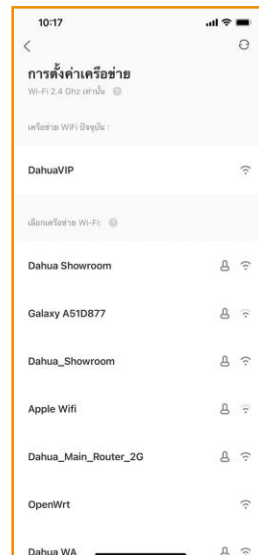 10:17
การตั้งค่าเครือข่าย
Wi-Fi 2.4 Ghz เท่านั้น
เครือข่าย WiFi ปัจจุบัน :
DahuaVIP
เลือกเครือข่าย Wi-Fi:
Dahua Showroom
Galaxy A51D877
Dahua_Showroom
Apple Wifi
Dahua_Main_Router_2G
OpenWrt
Dahua WA